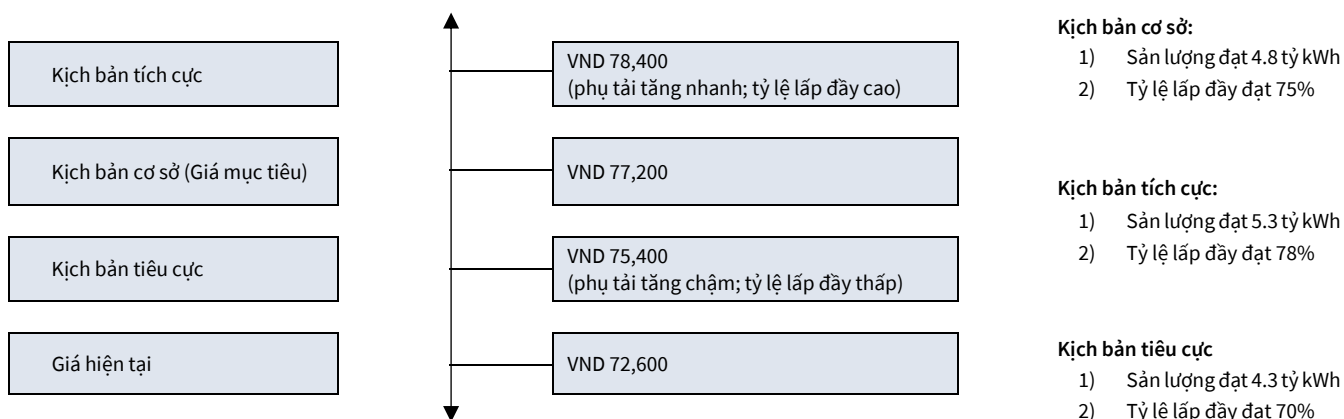 Kịch bản tích cực
VND 78,400
(phụ tải tăng nhanh; tỷ lệ lấp đầy cao)
Kịch bản cơ sở (Giá mục tiêu)
VND 77,200
Kịch bản tiêu cực
VND 75,400
(phụ tải tăng chậm; tỷ lệ lấp đầy thấp)
Giá hiện tại
VND 72,600
Kịch bản cơ sở:
1) Sản lượng đạt 4.8 tỷ kWh
2) Tỷ lệ lấp đầy đạt 75%
Kịch bản tích cực:
1) Sản lượng đạt 5.3 tỷ kWh
2) Tỷ lệ lấp đầy đạt 78%
Kịch bản tiêu cực
1) Sản lượng đạt 4.3 tỷ kWh
2) Tỷ lệ lấp đầy đạt 70%